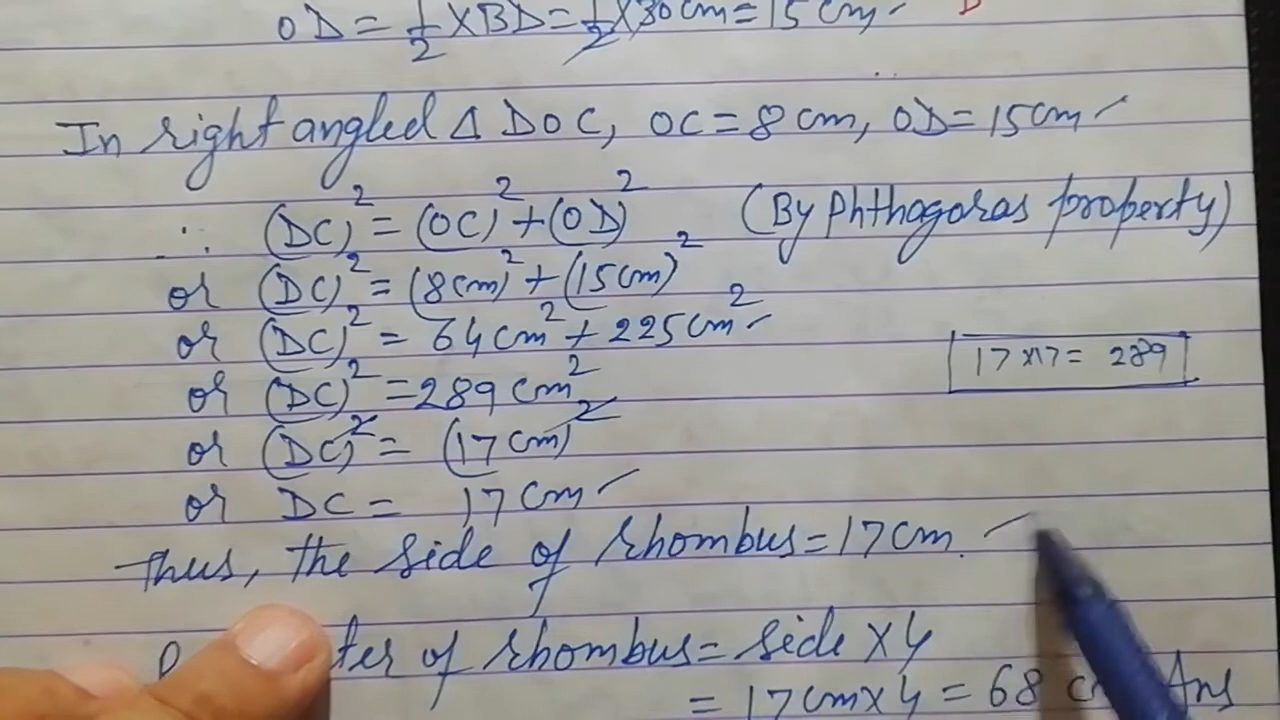 OD = 1/2 × BD = 1/2 × 30 cm = 15 cm D
In right angled Δ DOC, OC = 8 cm, OD = 15 cm
∴ (DC)² = (OC)² + (OD)² (By Phthagoras property)
or (DC)² = (8 cm)² + (15 cm)²
or (DC)² = 64 cm² + 225 cm²
17 × 17 = 289
or (DC)² = 289 cm²
or (DC)² = (17 cm)²
or DC = 17 cm
Thus, the side of rhombus = 17 cm.
ter of rhombus = side × 4
= 17 cm × 4 = 68 Ans